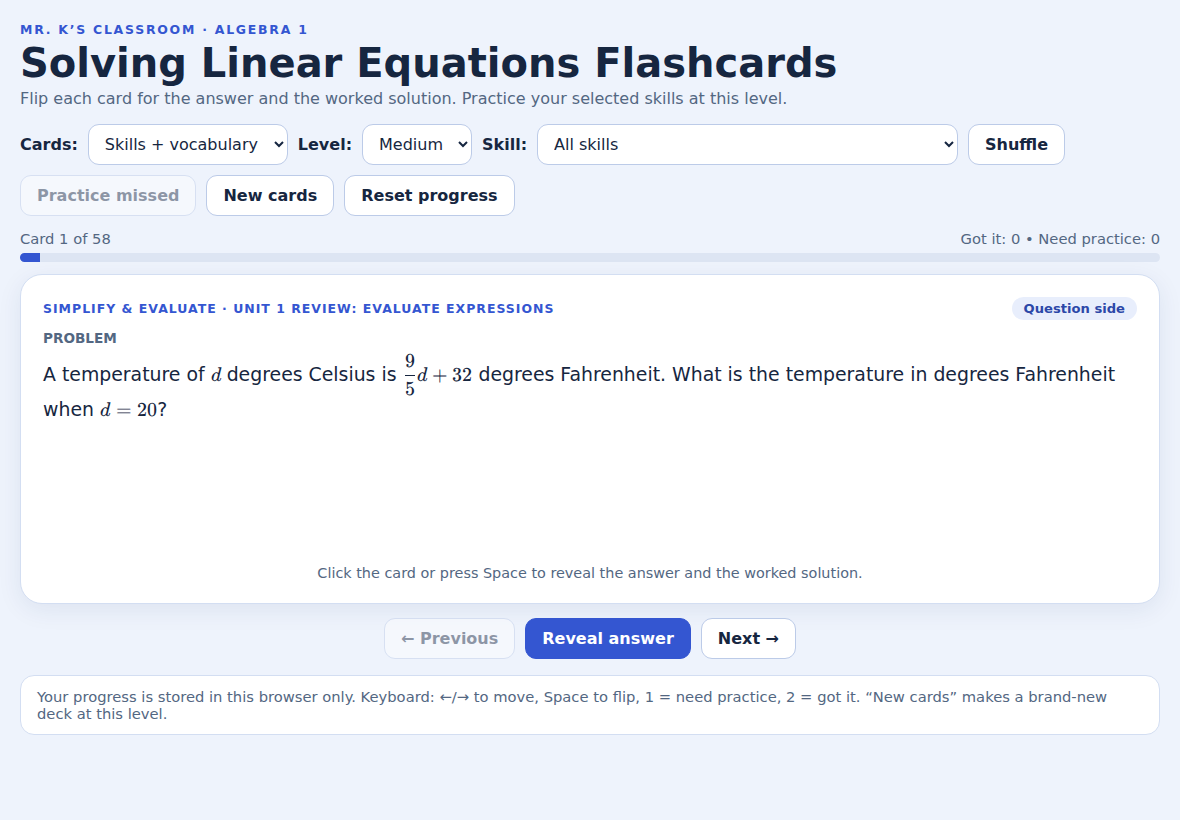 MR. K’S CLASSROOM · ALGEBRA 1
Solving Linear Equations Flashcards
Flip each card for the answer and the worked solution. Practice your selected skills at this level.
Cards: Skills + vocabulary Level: Medium Skill: All skills Shuffle
Practice missed New cards Reset progress
Card 1 of 58 Got it: 0 • Need practice: 0
SIMPLIFY & EVALUATE · UNIT 1 REVIEW: EVALUATE EXPRESSIONS Question side
PROBLEM
A temperature of d degrees Celsius is 9/5 d + 32 degrees Fahrenheit. What is the temperature in degrees Fahrenheit
when d = 20?
Click the card or press Space to reveal the answer and the worked solution.
← Previous Reveal answer Next →
Your progress is stored in this browser only. Keyboard: ←/→ to move, Space to flip, 1 = need practice, 2 = got it. “New cards” makes a brand-new
deck at this level.